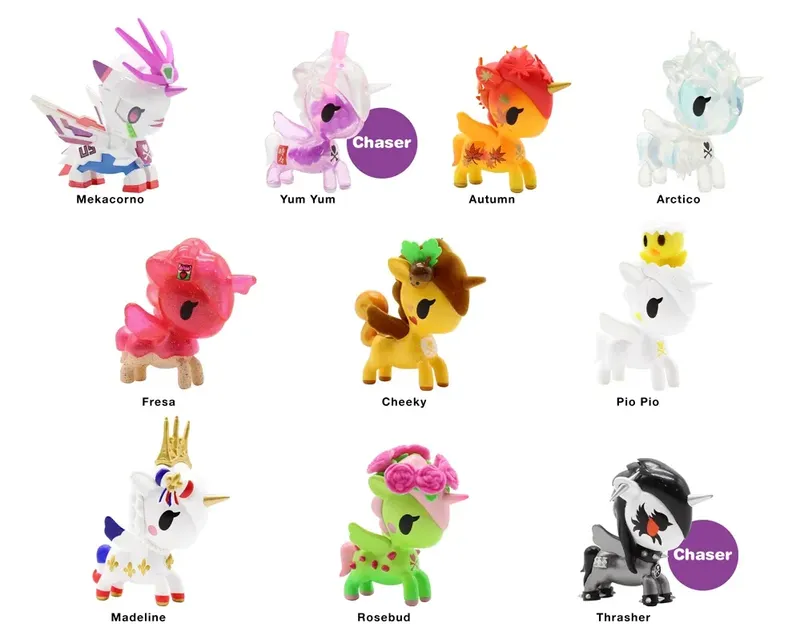 Chaser
Mekacorno
Yum Yum
Autumn
Arctico
Fresa
Cheeky
Pio Pio
Chaser
Madeline
Rosebud
Thrasher